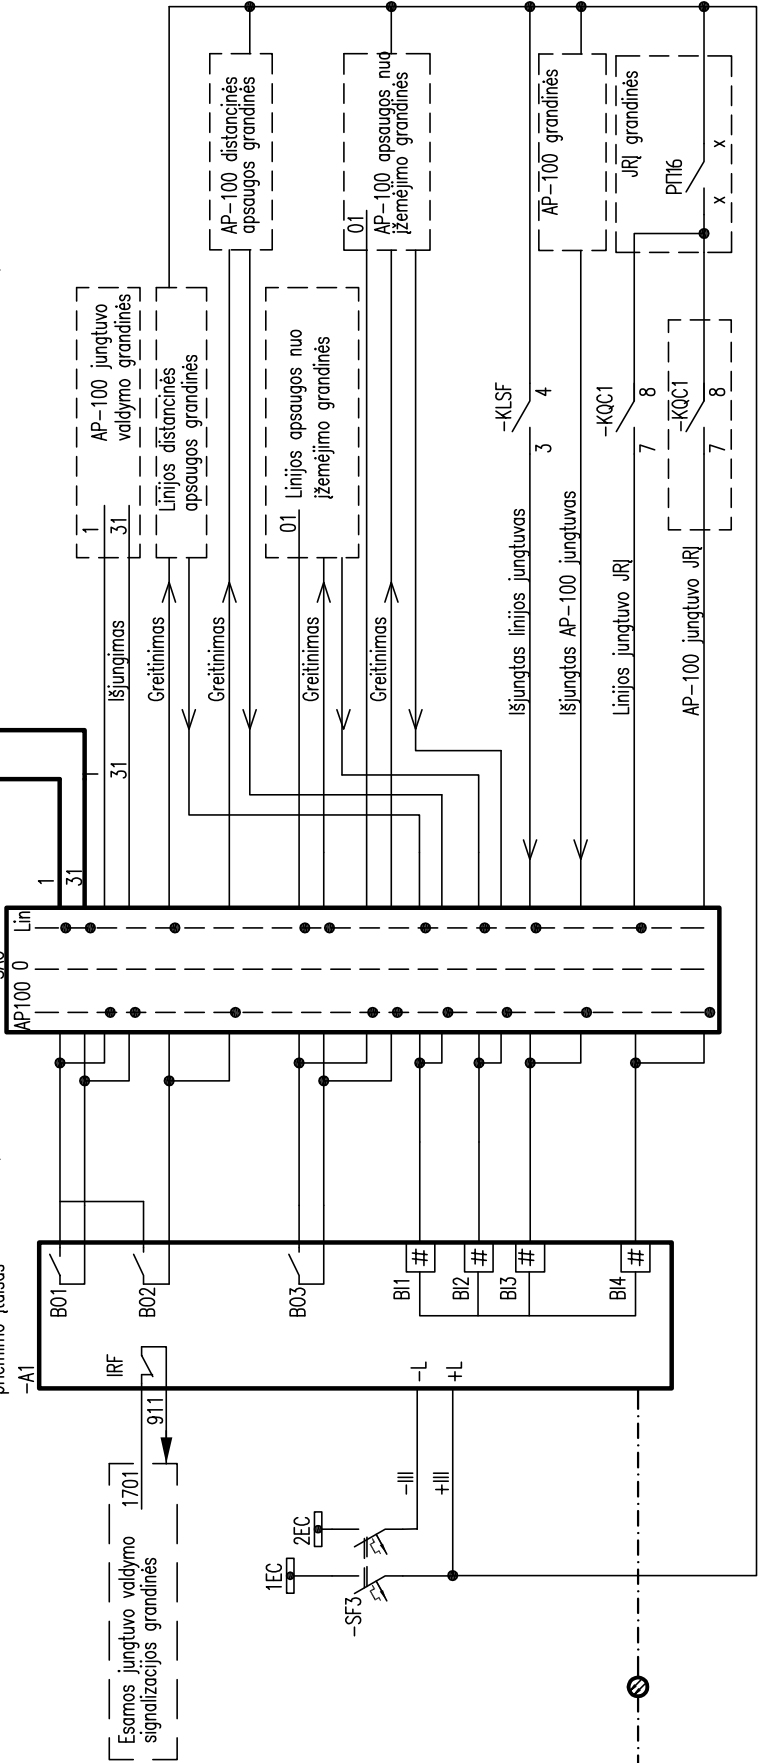 AP-100 distancinės
apsaugos grandinės
AP-100 apsaugos nuo
įžemėjimo grandinės
01
AP-100 grandinės
JRĮ grandinės
РП16
x
x
AP-100 jungtuvo
valdymo grandinės
1
31
Linijos distancinės
apsaugos grandinės
Linijos apsaugos nuo
įžemėjimo grandinės
01
-KLSF
3
4
-KQC1
7
8
-KQC1
7
8
Išjungimas
Greitinimas
Greitinimas
Greitinimas
Greitinimas
Išjungtas linijos jungtuvas
Išjungtas AP-100 jungtuvas
Linijos jungtuvo JRĮ
AP-100 jungtuvo JRĮ
31
1
31
Lin
0
AP100
-A1
BO1
BO2
BO3
BI1
#
BI2
#
BI3
#
BI4
#
IRF
-L
+L
911
1701
Esamos jungtuvo valdymo
signalizacijos grandinės
-III
+III
2EC
1EC
-SF3